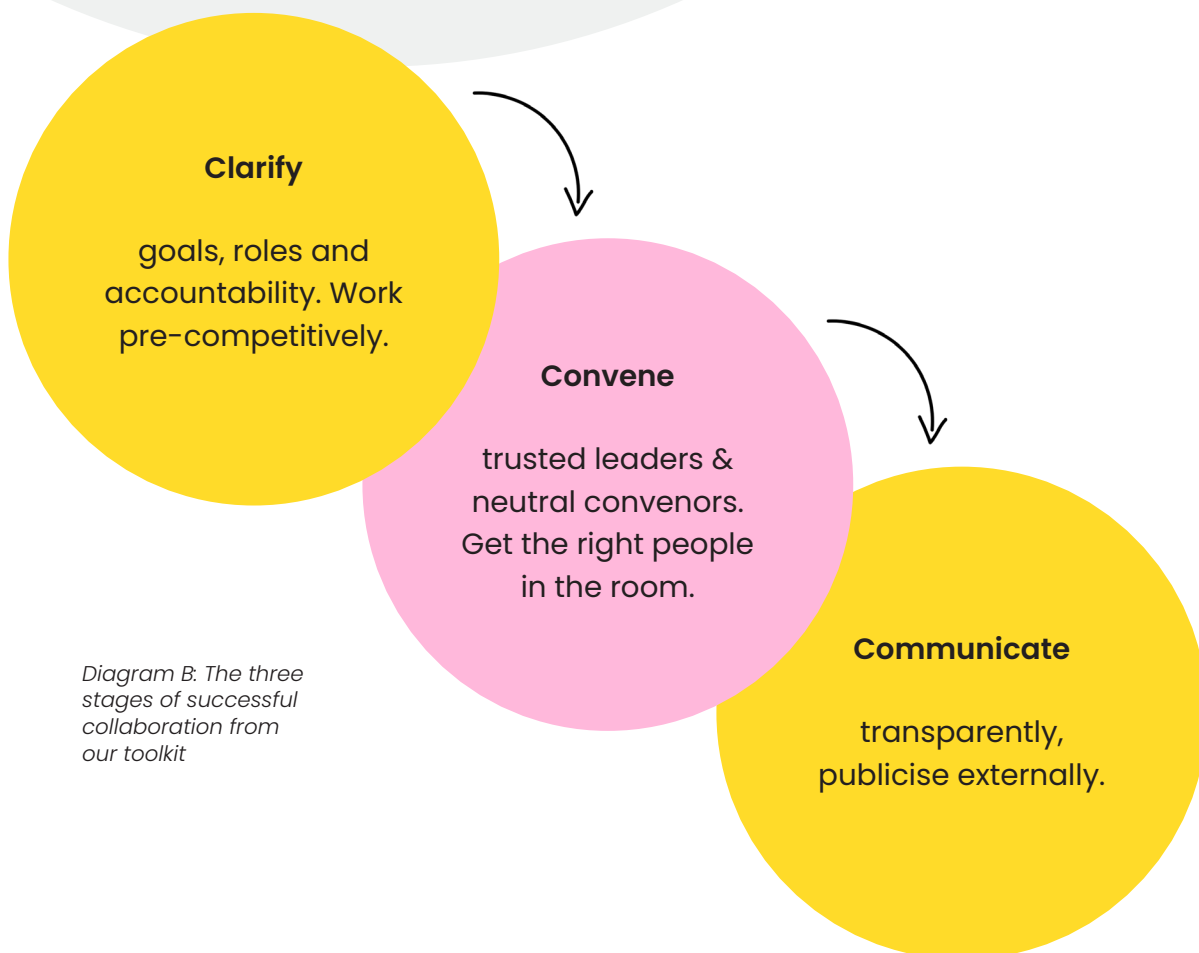 Clarify
goals, roles and
accountability. Work
pre-competitively.
Convene
trusted leaders &
neutral convenors.
Get the right people
in the room.
Communicate
transparently,
publicise externally.
Diagram B: The three
stages of successful
collaboration from
our toolkit